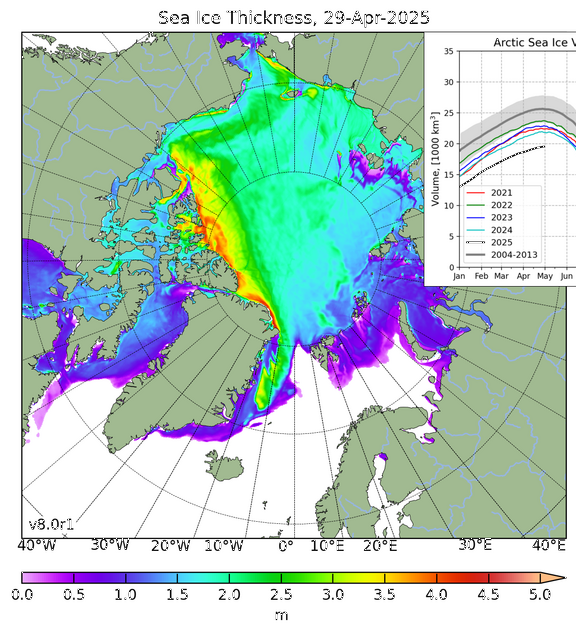 Sea Ice Thickness, 29-Apr-2025
Arctic Sea Ice V
Volume, [1000 km³]
35
30
25
20
15
10
5
0
2021
2022
2023
2024
2025
2004-2013
Jan Feb Mar Apr May Jun
v8.0r1
40°W 30°W 20°W 10°W 0° 10°E 20°E 30°E 40°E
0.0 0.5 1.0 1.5 2.0 2.5 3.0 3.5 4.0 4.5 5.0
m